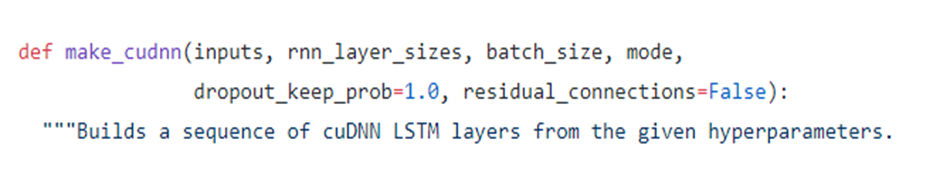 def make_cudnn(inputs, rnn_layer_sizes, batch_size, mode,
dropout_keep_prob=1.0, residual_connections=False):
"""Builds a sequence of cuDNN LSTM layers from the given hyperparameters.